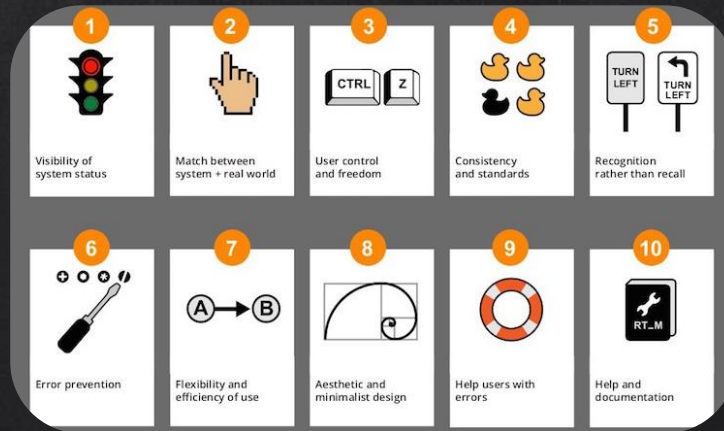 1
Visibility of
system status
2
Match between
system + real world
3
CTRL Z
User control
and freedom
4
Consistency
and standards
5
TURN
LEFT
TURN
LEFT
Recognition
rather than recall
6
Error prevention
7
A B
Flexibility and
efficiency of use
8
Aesthetic and
minimalist design
9
Help users with
errors
10
RT_M
Help and
documentation